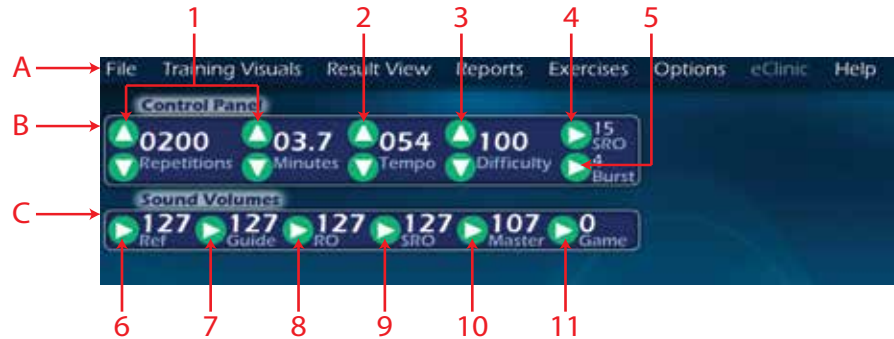 1 2 3 4 5
A File Training Visuals Result View Reports Exercises Options eClinic Help
Control Panel
B 0200 03.7 054 100 15
SRO
Repetitions Minutes Tempo Difficulty 4
Burst
C Sound Volumes
127 127 127 127 107 0
Ref Guide RO SRO Master Game
6 7 8 9 10 11